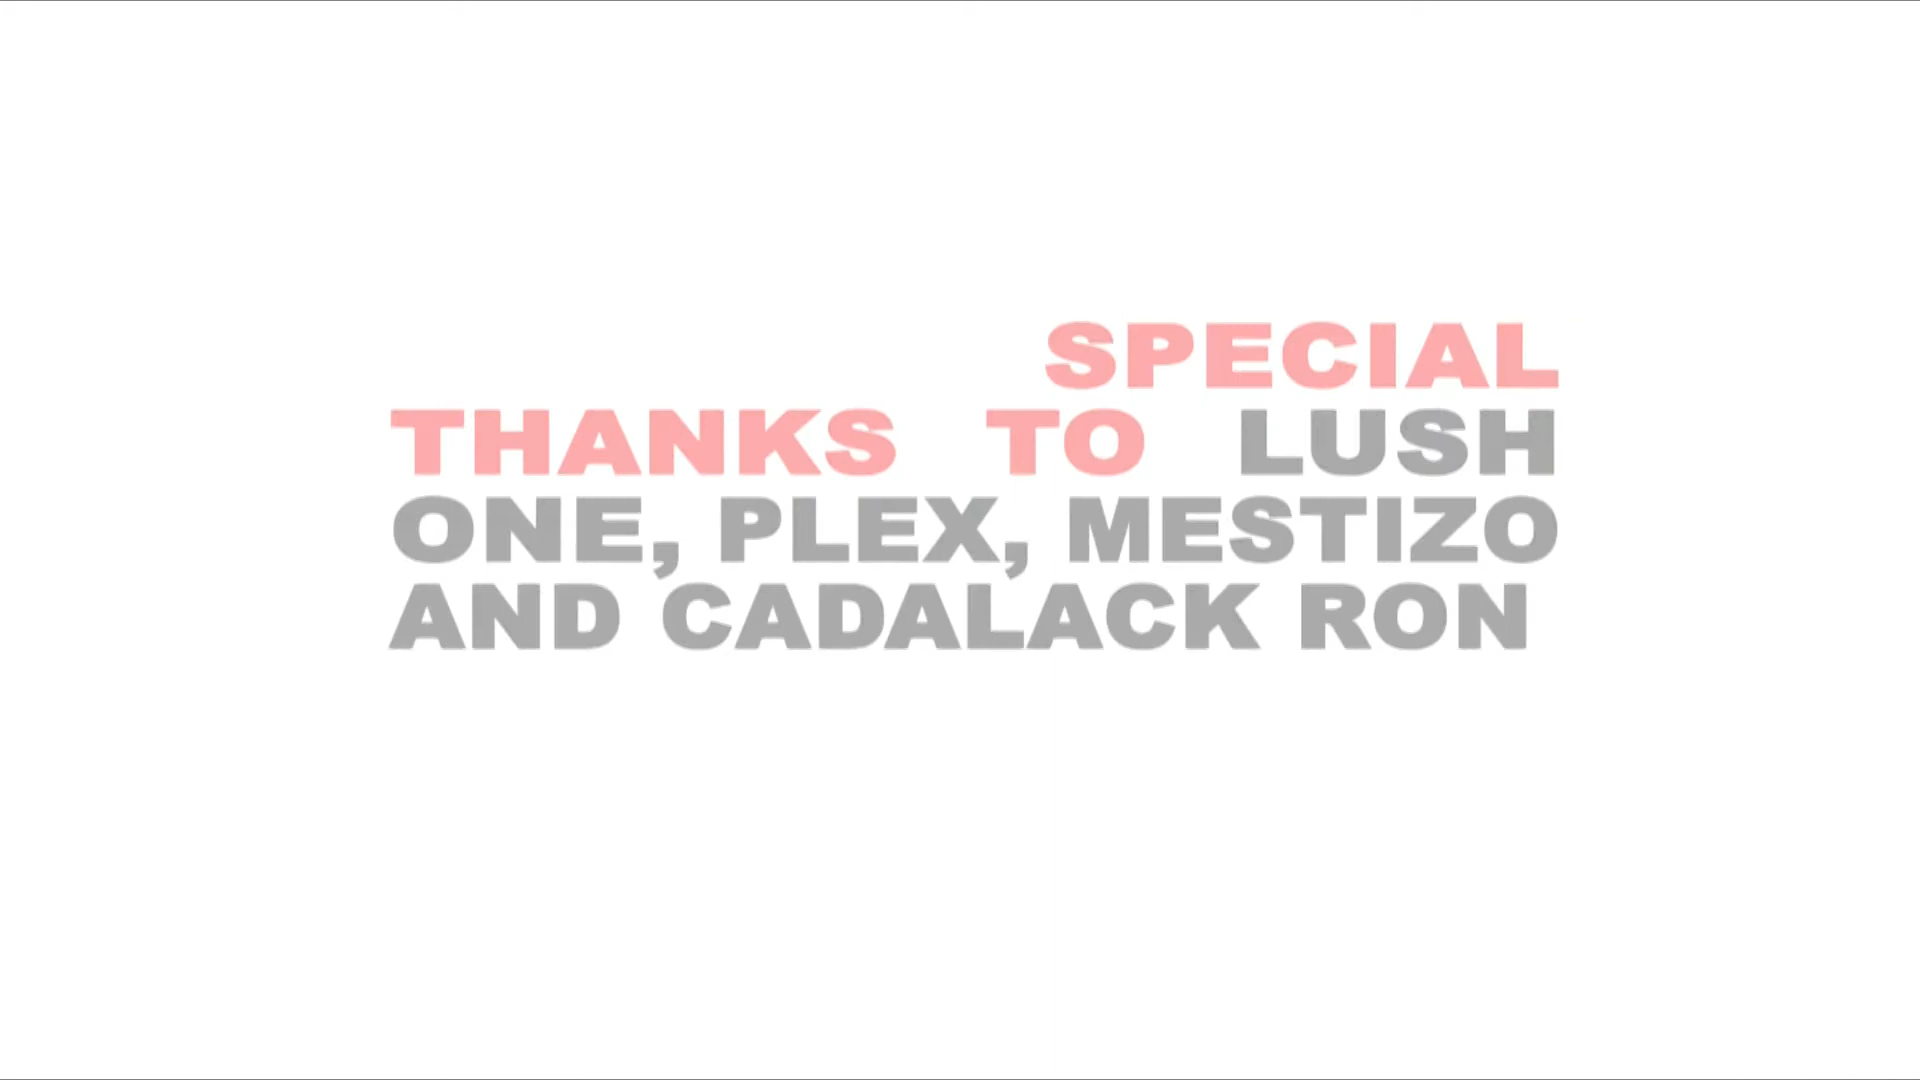 SPECIAL
THANKS TO LUSH
ONE, PLEX, MESTIZO
AND CADALACK RON